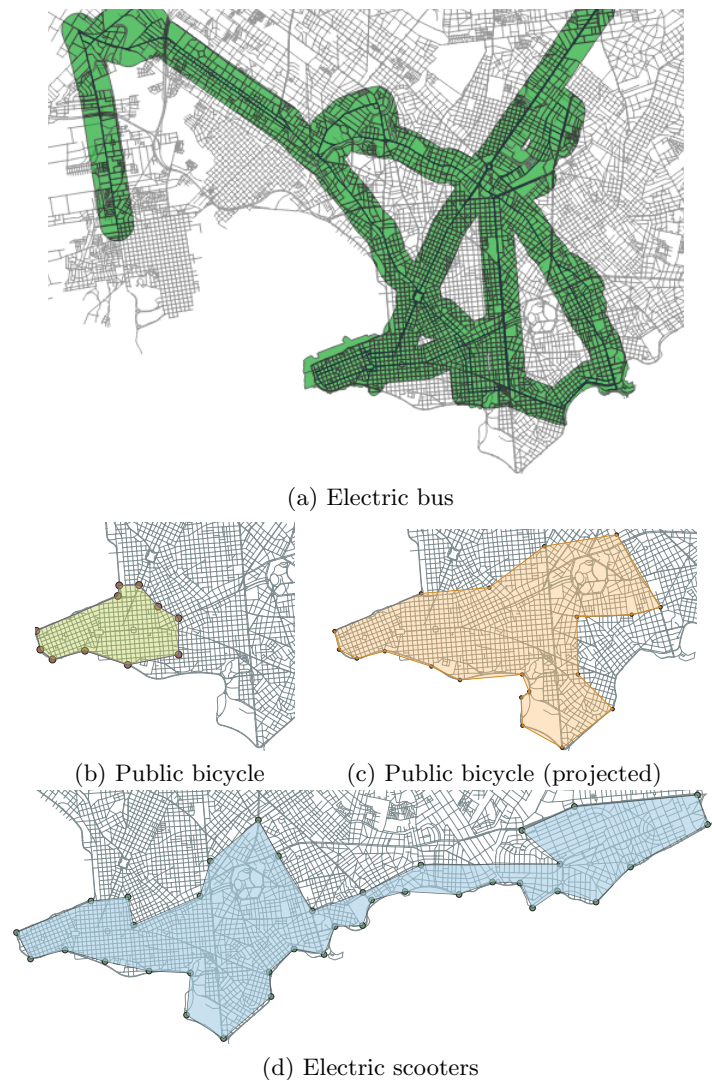 (a) Electric bus
(b) Public bicycle
(c) Public bicycle (projected)
(d) Electric scooters